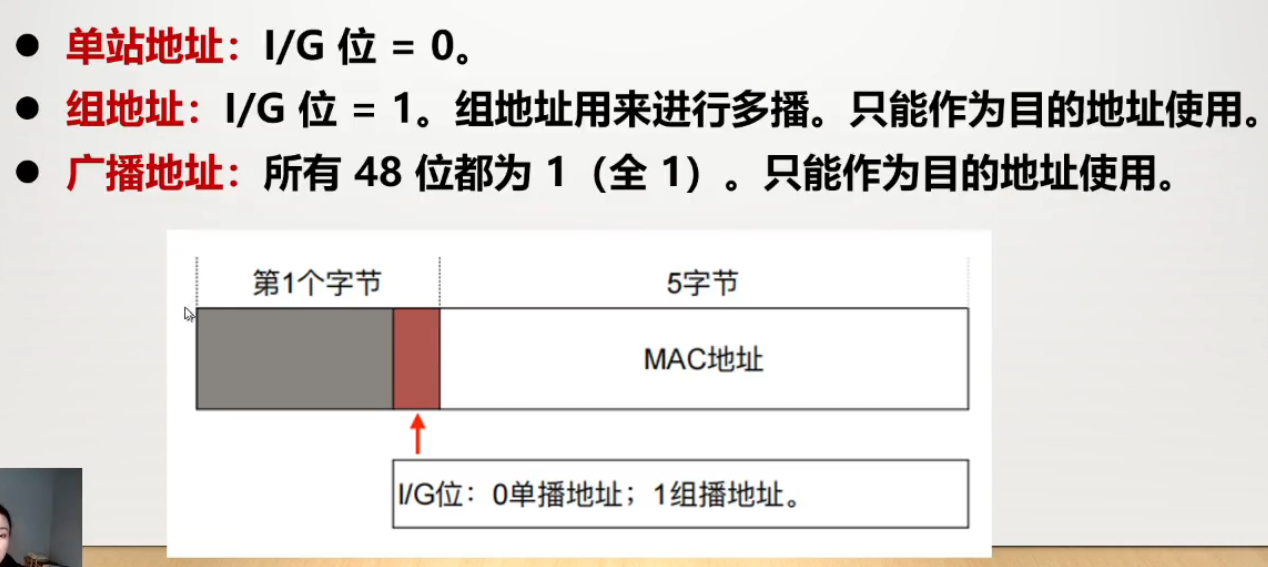 ● 单站地址：I/G 位 = 0。
● 组地址：I/G 位 = 1。组地址用来进行多播。只能作为目的地址使用。
● 广播地址：所有 48 位都为 1（全 1）。只能作为目的地址使用。
第1个字节 5字节
MAC地址
I/G位：0单播地址；1组播地址。